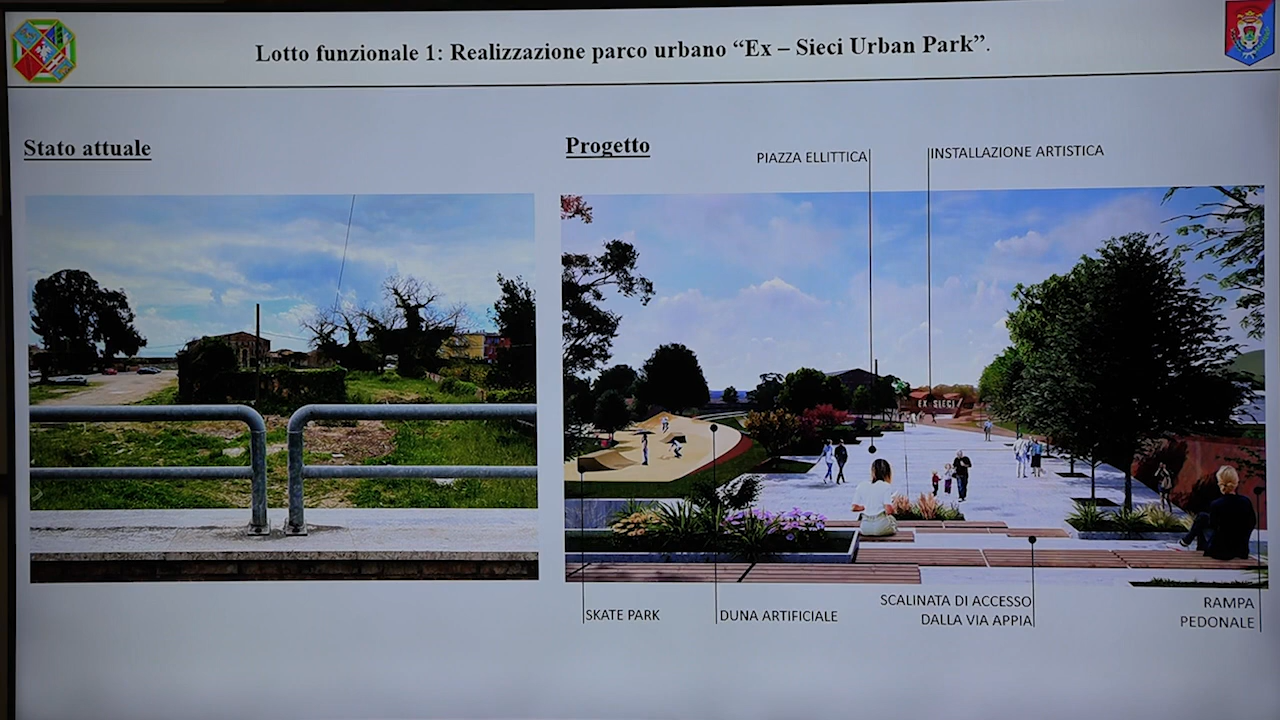 Lotto funzionale 1: Realizzazione parco urbano “Ex – Sieci Urban Park”.
Stato attuale
Progetto
PIAZZA ELLITTICA
INSTALLAZIONE ARTISTICA
EX SIECI
SKATE PARK
DUNA ARTIFICIALE
SCALINATA DI ACCESSO
DALLA VIA APPIA
RAMPA
PEDONALE